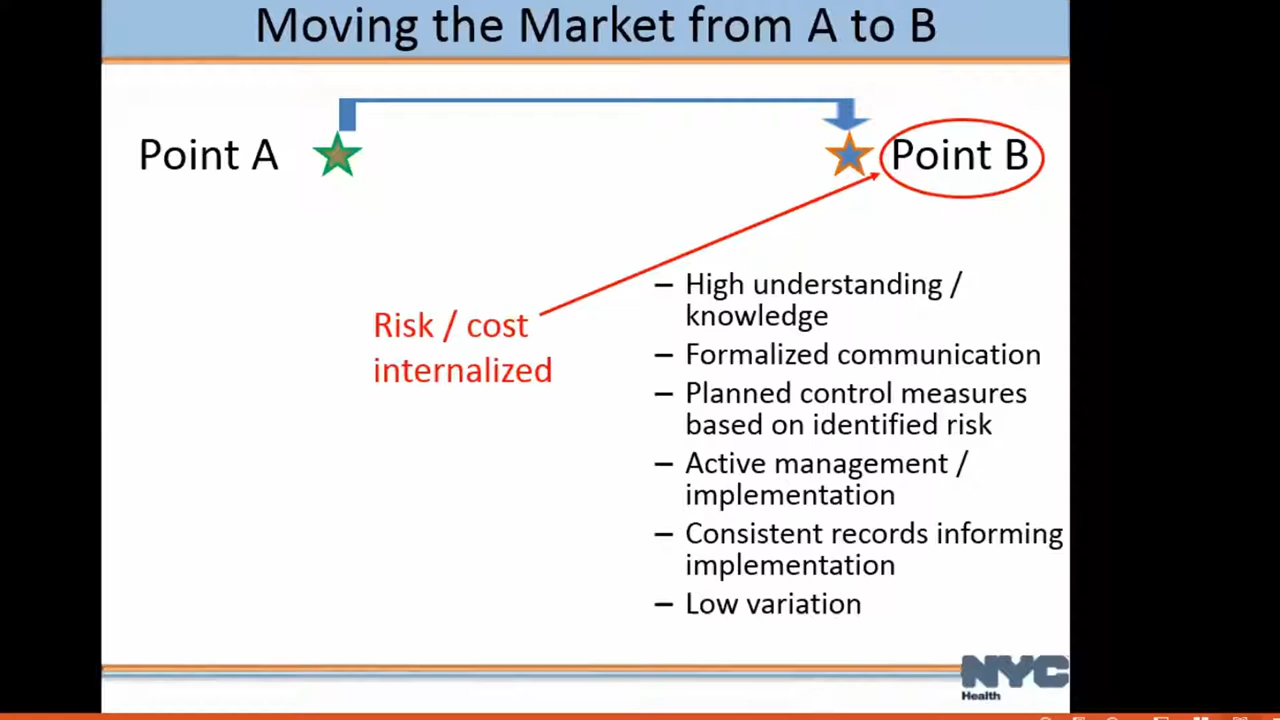 Moving the Market from A to B
Point A
Point B
Risk / cost
internalized
– High understanding /
knowledge
– Formalized communication
– Planned control measures
based on identified risk
– Active management /
implementation
– Consistent records informing
implementation
– Low variation
NYC
Health